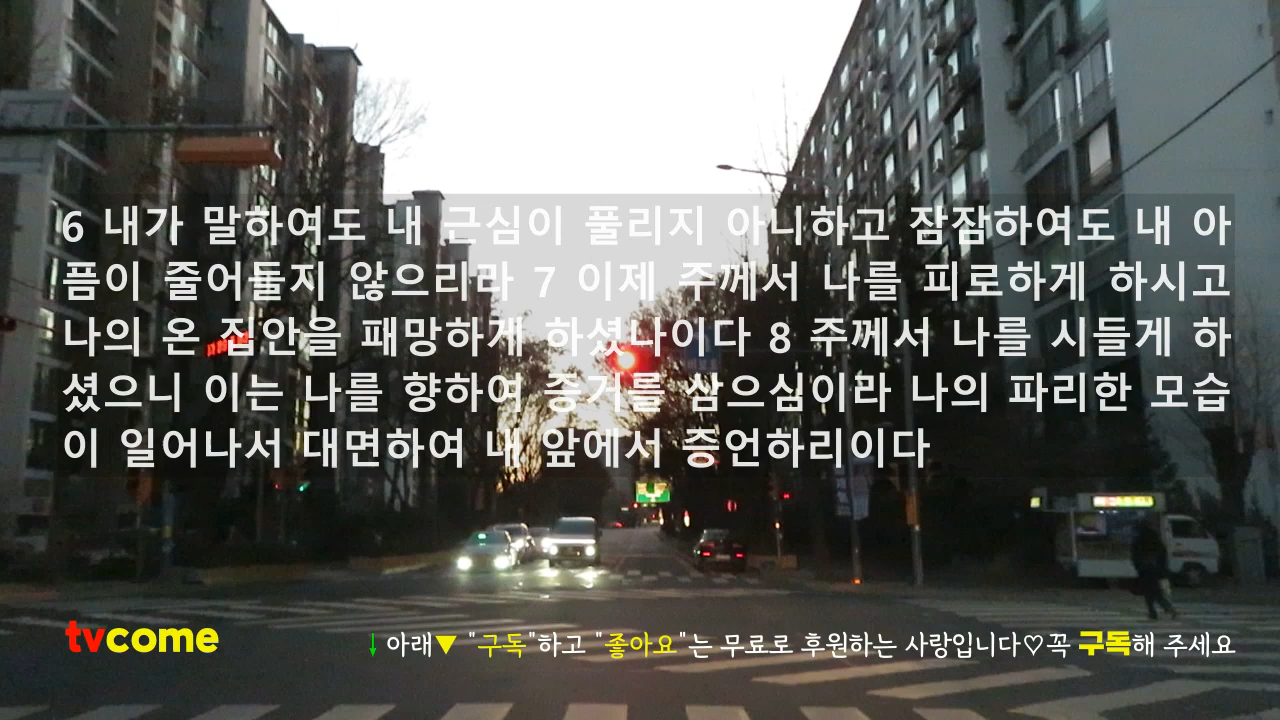 6 내가 말하여도 내 근심이 풀리지 아니하고 잠잠하여도 내 아
픔이 줄어들지 않으리라 7 이제 주께서 나를 피로하게 하시고
나의 온 집안을 패망하게 하셨나이다 8 주께서 나를 시들게 하
셨으니 이는 나를 향하여 증거를 삼으심이라 나의 파리한 모습
이 일어나서 대면하여 내 앞에서 증언하리이다
tvcome
↓ 아래▼ "구독"하고 "좋아요"는 무료로 후원하는 사랑입니다♡꼭 구독해 주세요